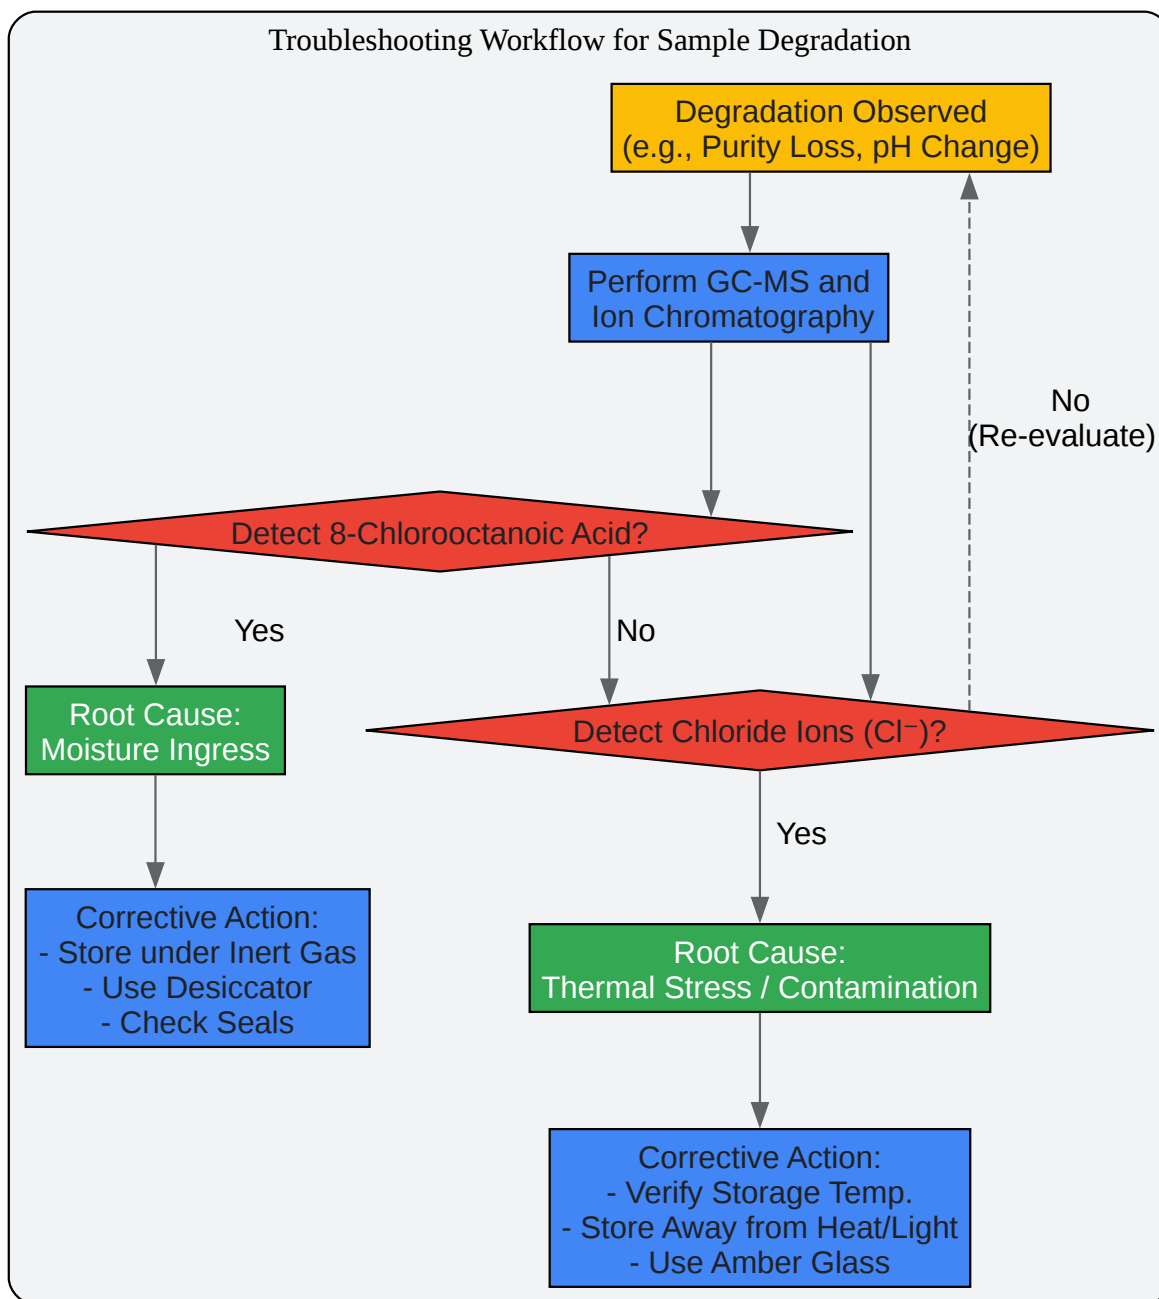 Troubleshooting Workflow for Sample Degradation
Degradation Observed
(e.g., Purity Loss, pH Change)
Perform GC-MS and
Ion Chromatography
No
(Re-evaluate)
Detect 8-Chlorooctanoic Acid?
Yes
No
Root Cause:
Moisture Ingress
Detect Chloride Ions (Cl⁻)?
Yes
Corrective Action:
- Store under Inert Gas
- Use Desiccator
- Check Seals
Root Cause:
Thermal Stress / Contamination
Corrective Action:
- Verify Storage Temp.
- Store Away from Heat/Light
- Use Amber Glass